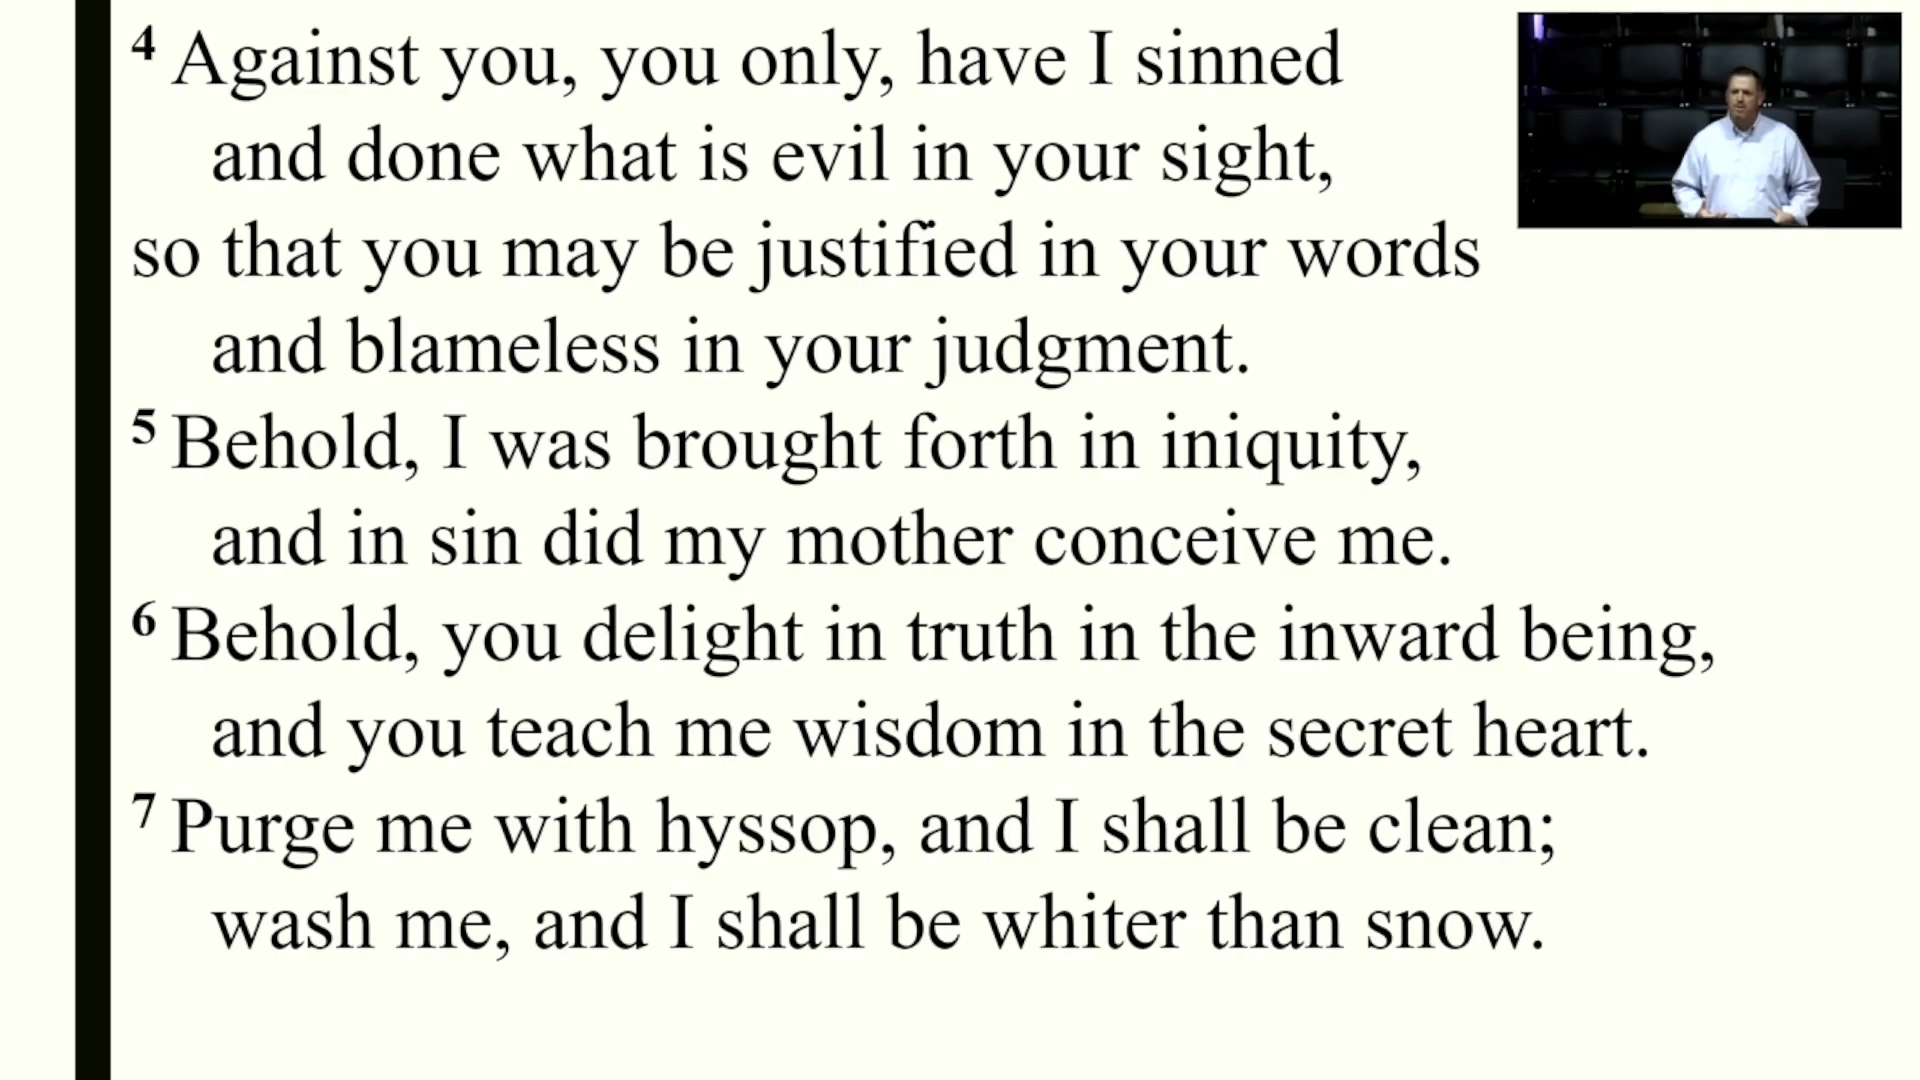 4 Against you, you only, have I sinned
and done what is evil in your sight,
so that you may be justified in your words
and blameless in your judgment.
5 Behold, I was brought forth in iniquity,
and in sin did my mother conceive me.
6 Behold, you delight in truth in the inward being,
and you teach me wisdom in the secret heart.
7 Purge me with hyssop, and I shall be clean;
wash me, and I shall be whiter than snow.